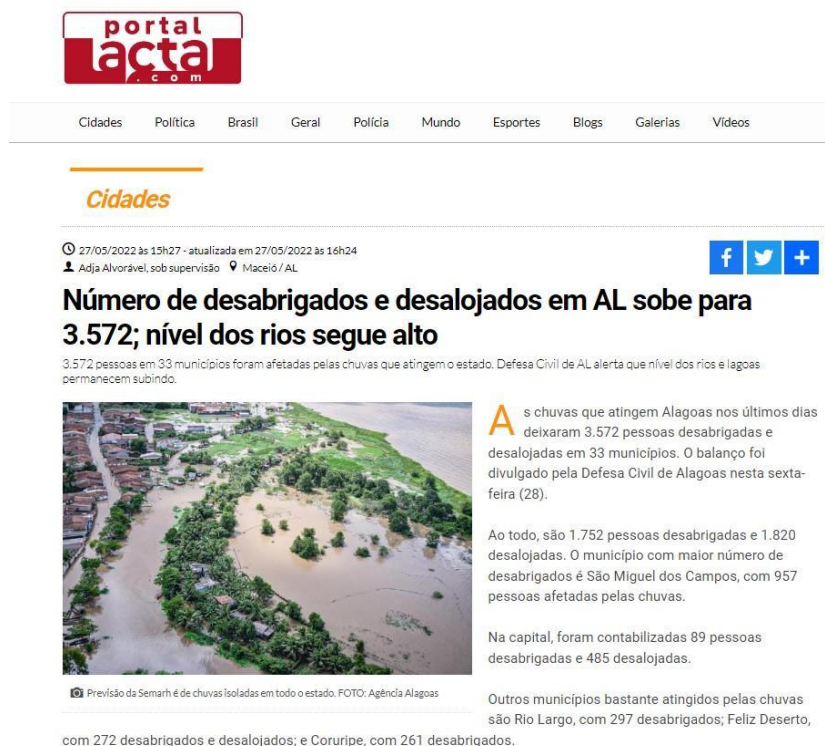 portal
acta
.com
Cidades Política Brasil Geral Polícia Mundo Esportes Blogs Galerias Vídeos
Cidades
27/05/2022 às 15h27 - atualizada em 27/05/2022 às 16h24
Adja Alvorável, sob supervisão Maceió / AL
Número de desabrigados e desalojados em AL sobe para
3.572; nível dos rios segue alto
3.572 pessoas em 33 municípios foram afetadas pelas chuvas que atingem o estado. Defesa Civil de AL alerta que nível dos rios e lagoas
permanecem subindo.
As chuvas que atingem Alagoas nos últimos dias
deixaram 3.572 pessoas desabrigadas e
desalojadas em 33 municípios. O balanço foi
divulgado pela Defesa Civil de Alagoas nesta sexta-
feira (28).
Ao todo, são 1.752 pessoas desabrigadas e 1.820
desalojadas. O município com maior número de
desabrigados é São Miguel dos Campos, com 957
pessoas afetadas pelas chuvas.
Na capital, foram contabilizadas 89 pessoas
desabrigadas e 485 desalojadas.
Previsão da Semarh é de chuvas isoladas em todo o estado. FOTO: Agência Alagoas
Outros municípios bastante atingidos pelas chuvas
são Rio Largo, com 297 desabrigados; Feliz Deserto,
com 272 desabrigados e desalojados; e Coruripe, com 261 desabrigados.